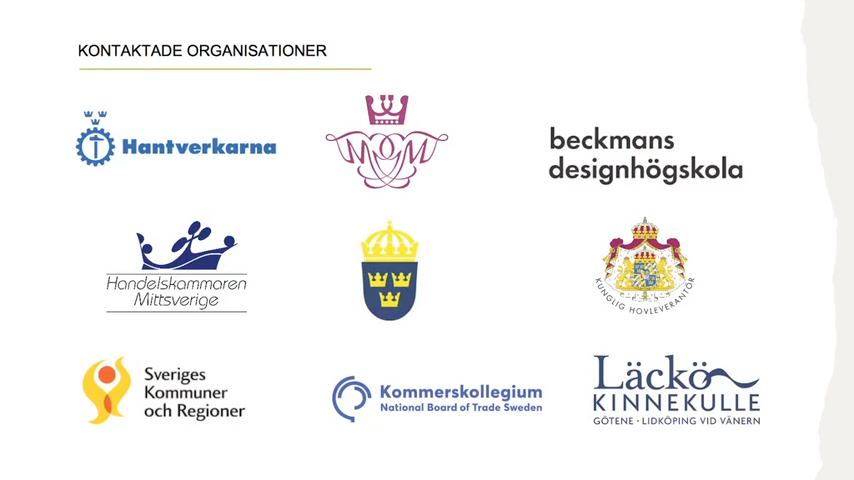 KONTAKTADE ORGANISATIONER
Hantverkarna
beckmans
designhögskola
Handelskammaren
Mittsverige
KUNGLIG HOVLEVERANTÖR
Sveriges
Kommuner
och Regioner
Kommerskollegium
National Board of Trade Sweden
Läckö
KINNEKULLE
GÖTENE · LIDKÖPING VID VÄNERN